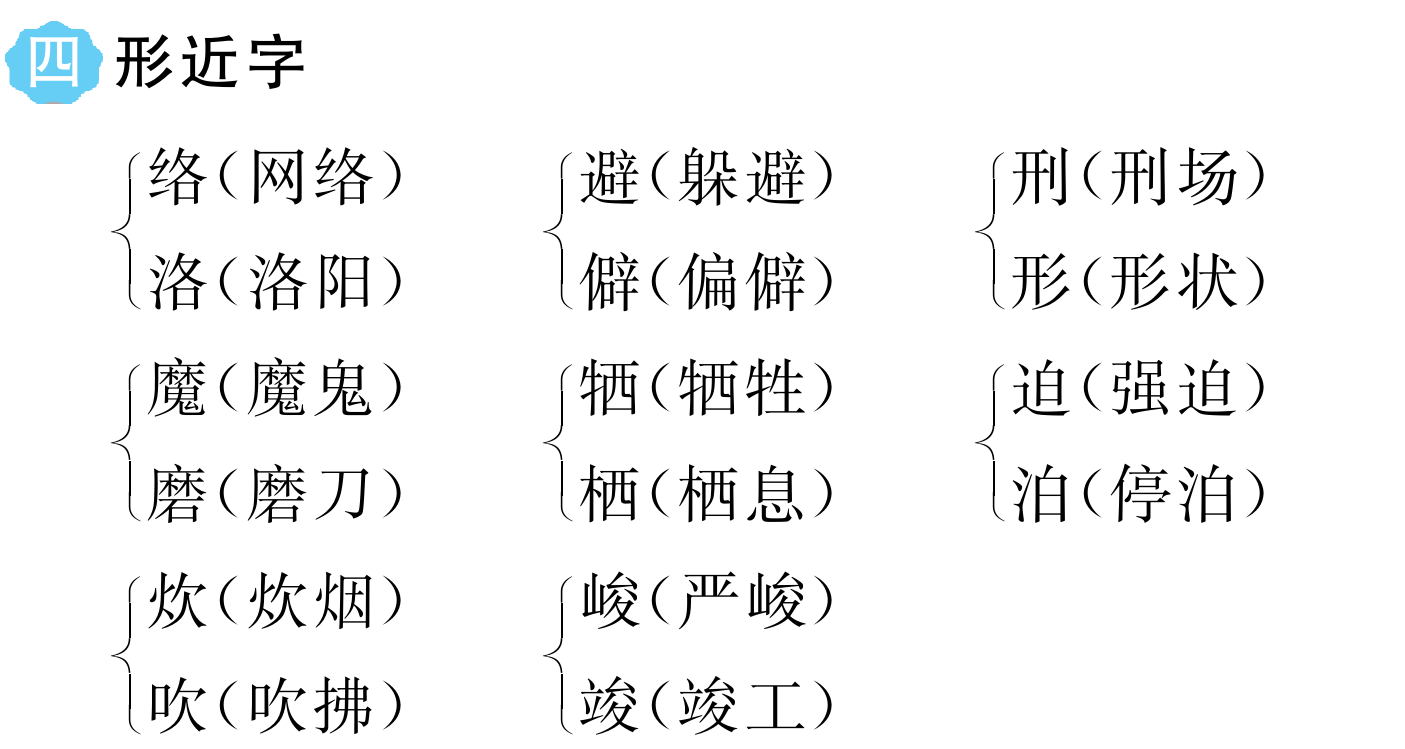 四 形近字
络(网络) 避(躲避) 刑(刑场)
洛(洛阳) 僻(偏僻) 形(形状)
魔(魔鬼) 牺(牺牲) 迫(强迫)
磨(磨刀) 栖(栖息) 泊(停泊)
炊(炊烟) 峻(严峻)
吹(吹拂) 竣(竣工)